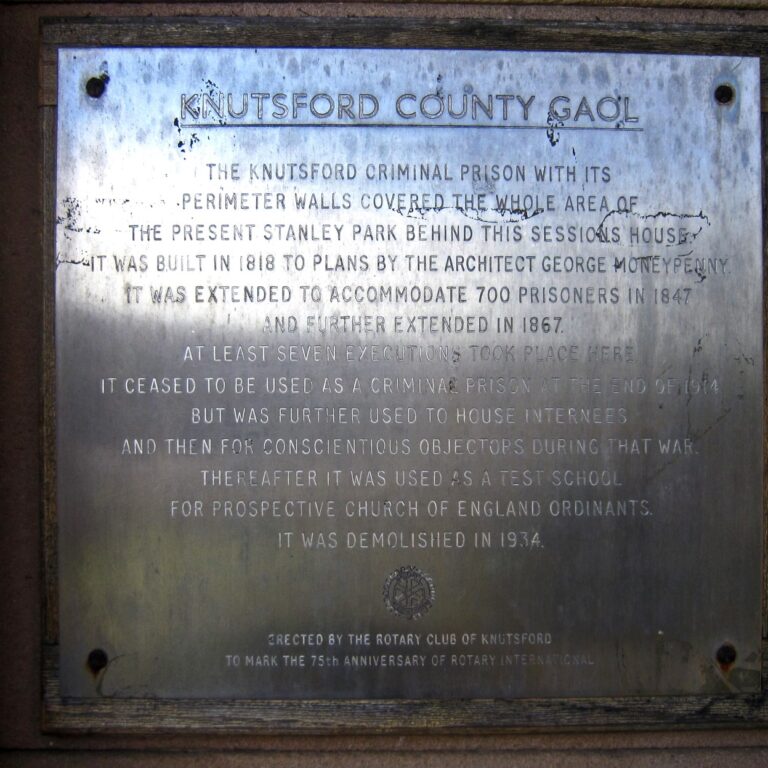 KNUTSFORD COUNTY GAOL
THE KNUTSFORD CRIMINAL PRISON WITH ITS
PERIMETER WALLS COVERED THE WHOLE AREA OF
THE PRESENT STANLEY PARK BEHIND THIS SESSIONS HOUSE.
IT WAS BUILT IN 1818 TO PLANS BY THE ARCHITECT GEORGE MONEYPENNY
IT WAS EXTENDED TO ACCOMMODATE 700 PRISONERS IN 1847
AND FURTHER EXTENDED IN 1867.
AT LEAST SEVEN EXECUTIONS TOOK PLACE HERE.
IT CEASED TO BE USED AS A CRIMINAL PRISON AT THE END OF 1914
BUT WAS FURTHER USED TO HOUSE INTERNEES
AND THEN FOR CONSCIENTIOUS OBJECTORS DURING THAT WAR.
THEREAFTER IT WAS USED AS A TEST SCHOOL
FOR PROSPECTIVE CHURCH OF ENGLAND ORDINANTS.
IT WAS DEMOLISHED IN 1934.
ERECTED BY THE ROTARY CLUB OF KNUTSFORD
TO MARK THE 75th ANNIVERSARY OF ROTARY INTERNATIONAL